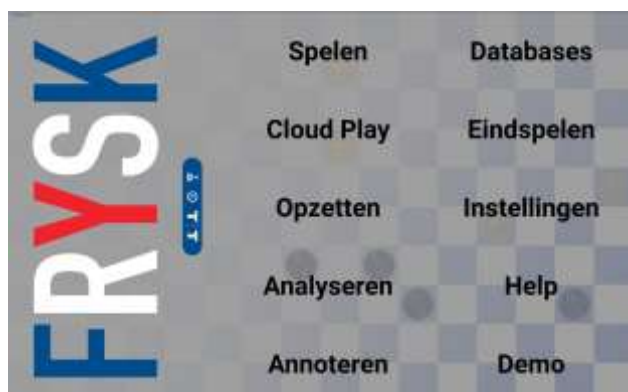 FRYSK
Spelen
Databases
Cloud Play
Eindspelen
Opzetten
Instellingen
Analyseren
Help
Annoteren
Demo